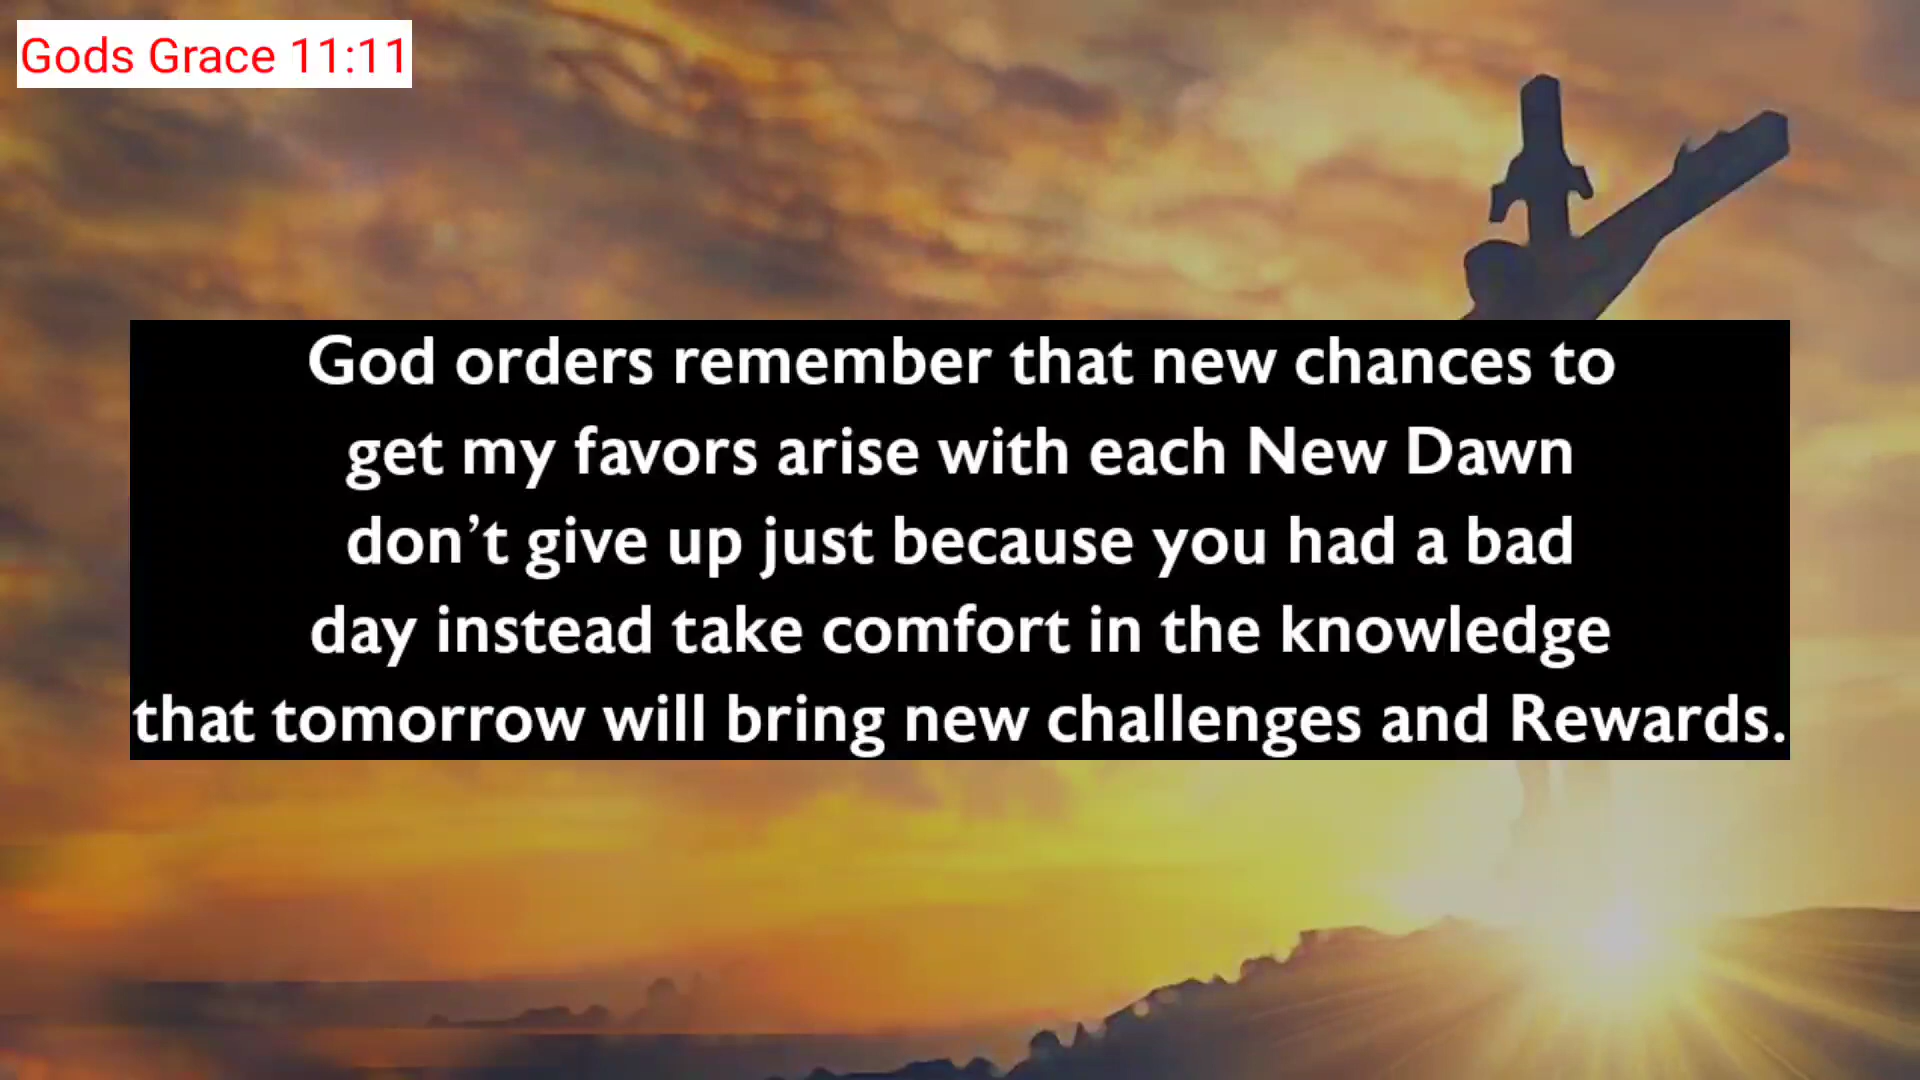 Gods Grace 11:11
God orders remember that new chances to
get my favors arise with each New Dawn
don’t give up just because you had a bad
day instead take comfort in the knowledge
that tomorrow will bring new challenges and Rewards.